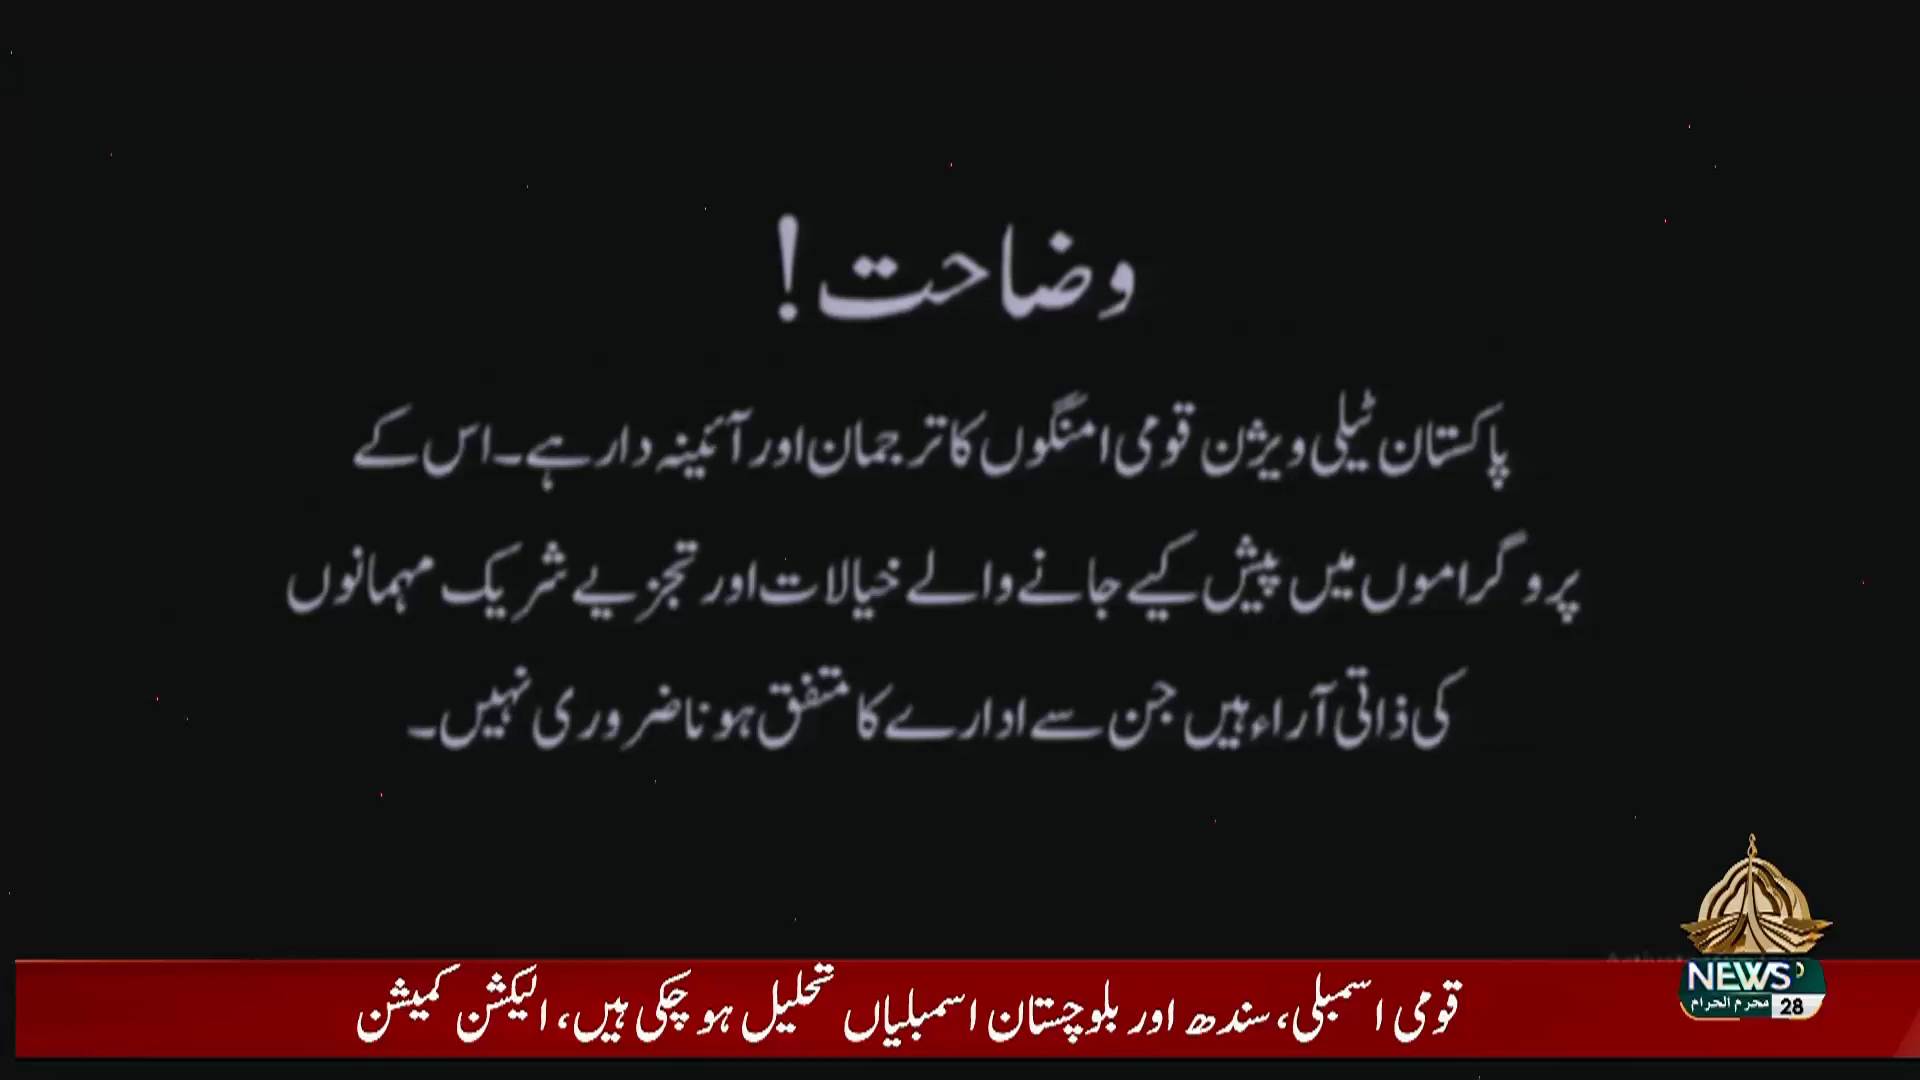 وضاحت!
پاکستان ٹیلی ویژن قومی امنگوں کا ترجمان اور آئینہ دار ہے۔ اس کے
پروگراموں میں پیش کیے جانے والے خیالات اور تجزیے شریک مہمانوں
کی ذاتی آراء ہیں جن سے ادارے کا متفق ہونا ضروری نہیں۔
NEWS
محرم الحرام 28
قومی اسمبلی، سندھ اور بلوچستان اسمبلیاں تحلیل ہو چکی ہیں، الیکشن کمیشن